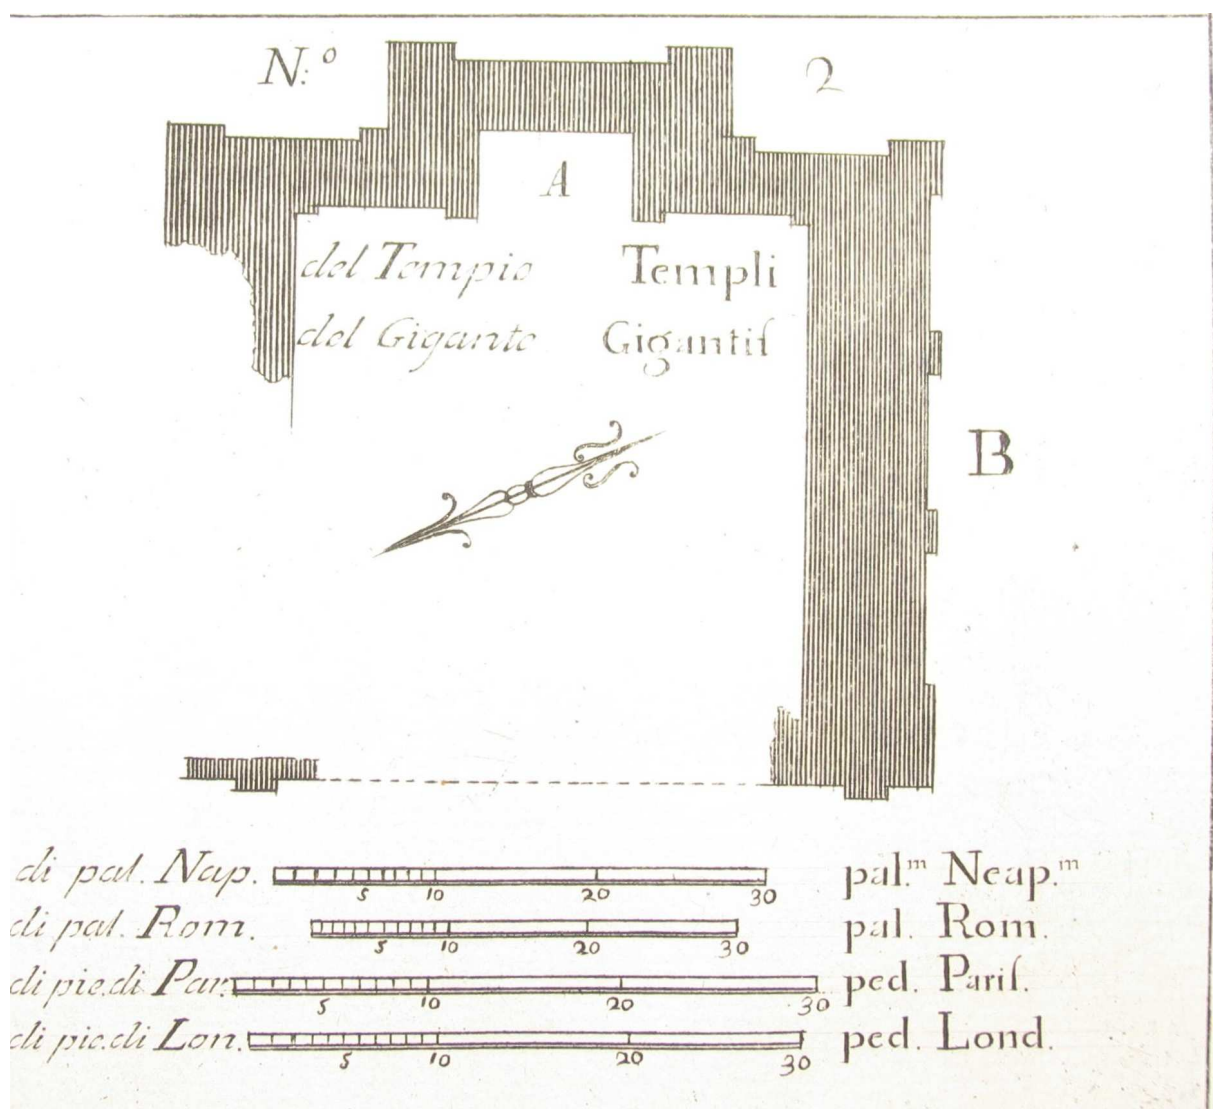 N:º 2
A
del Tempio Templi
del Gigante Gigantiſ
B
di pal. Nap. 5 10 20 30 pal.ᵐ Neap.ᵐ
di pal. Rom. 5 10 20 30 pal. Rom.
di pie.di Par. 5 10 20 30 ped. Pariſ.
di pie.di Lon. 5 10 20 30 ped. Lond.